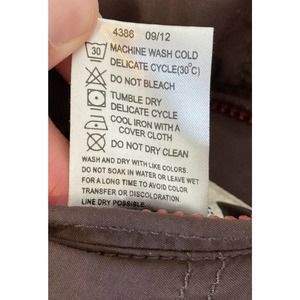 4386 09/12
30 MACHINE WASH COLD
DELICATE CYCLE(30°C)
DO NOT BLEACH
TUMBLE DRY
DELICATE CYCLE
COOL IRON WITH A
COVER CLOTH
DO NOT DRY CLEAN
WASH AND DRY WITH LIKE COLORS.
DO NOT SOAK IN WATER OR LEAVE WET
FOR A LONG TIME TO AVOID COLOR
TRANSFER OR DISCOLORATION.
LINE DRY POSSIBLE.